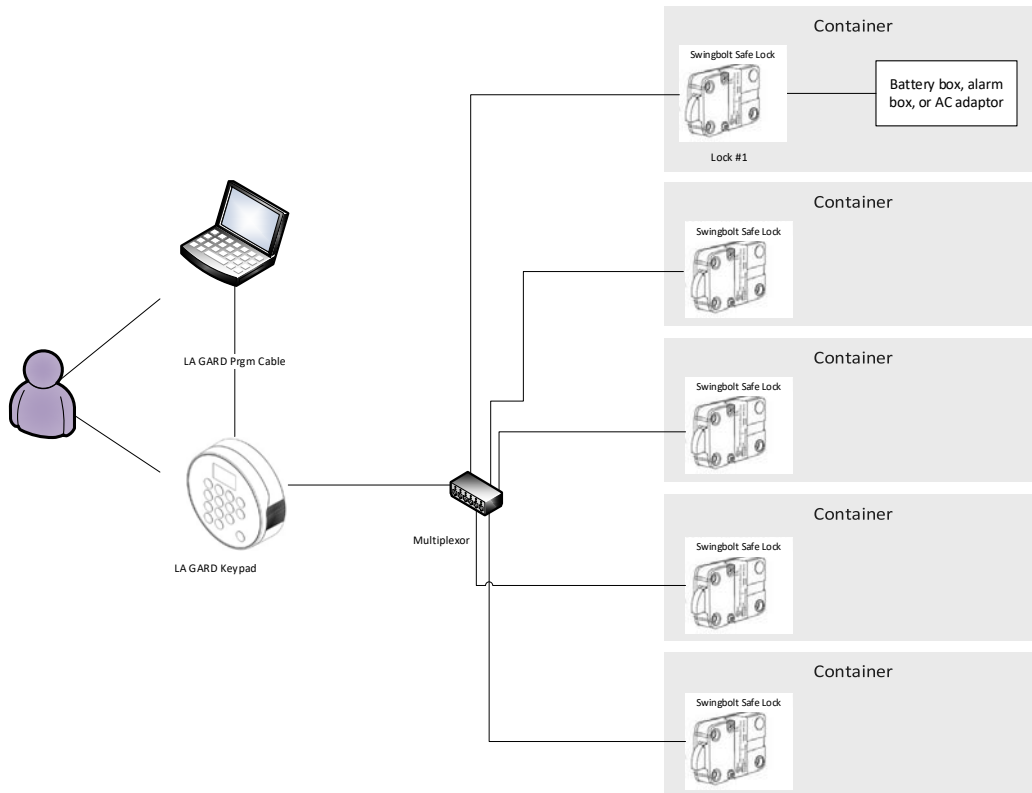 Container
Swingbolt Safe Lock
Battery box, alarm
box, or AC adaptor
Lock #1
Container
Swingbolt Safe Lock
LA GARD Prgm Cable
Container
Swingbolt Safe Lock
LA GARD Keypad
Multiplexor
Container
Swingbolt Safe Lock
Container
Swingbolt Safe Lock